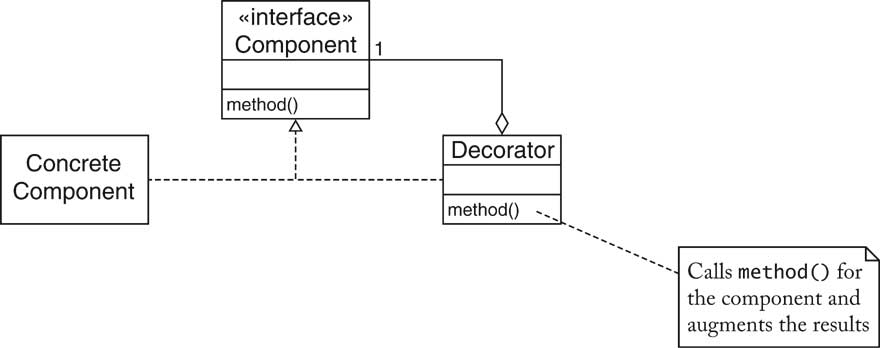 «interface»
Component
1
method()
Concrete
Component
Decorator
method()
Calls method() for
the component and
augments the results